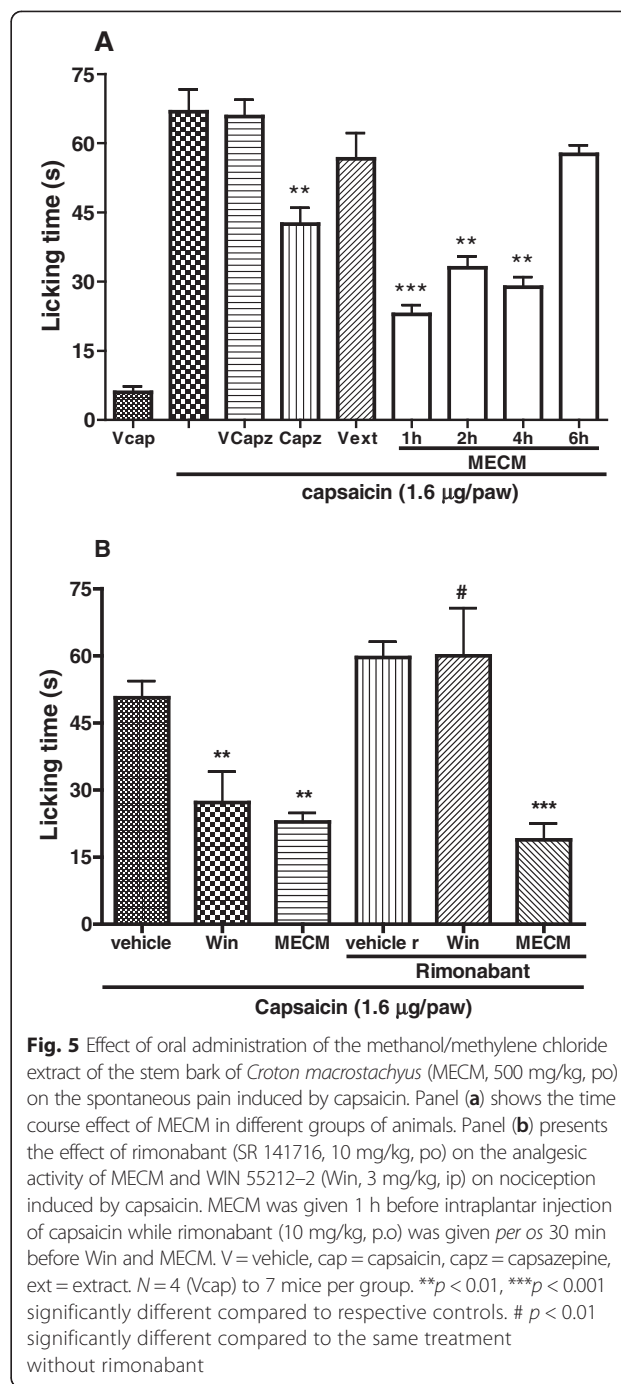 A
75
60
45
30
15
0
Licking time (s)
**
***
**
**
Vcap VCapz Capz Vext 1h 2h 4h 6h
MECM
capsaicin (1.6 μg/paw)
B
75
60
45
30
15
0
Licking time (s)
**
**
#
***
vehicle Win MECM vehicle r Win MECM
Rimonabant
Capsaicin (1.6 μg/paw)
Fig. 5 Effect of oral administration of the methanol/methylene chloride
extract of the stem bark of Croton macrostachyus (MECM, 500 mg/kg, po)
on the spontaneous pain induced by capsaicin. Panel (a) shows the time
course effect of MECM in different groups of animals. Panel (b) presents
the effect of rimonabant (SR 141716, 10 mg/kg, po) on the analgesic
activity of MECM and WIN 55212–2 (Win, 3 mg/kg, ip) on nociception
induced by capsaicin. MECM was given 1 h before intraplantar injection
of capsaicin while rimonabant (10 mg/kg, p.o) was given per os 30 min
before Win and MECM. V = vehicle, cap = capsaicin, capz = capsazepine,
ext = extract. N = 4 (Vcap) to 7 mice per group. **p < 0.01, ***p < 0.001
significantly different compared to respective controls. # p < 0.01
significantly different compared to the same treatment
without rimonabant